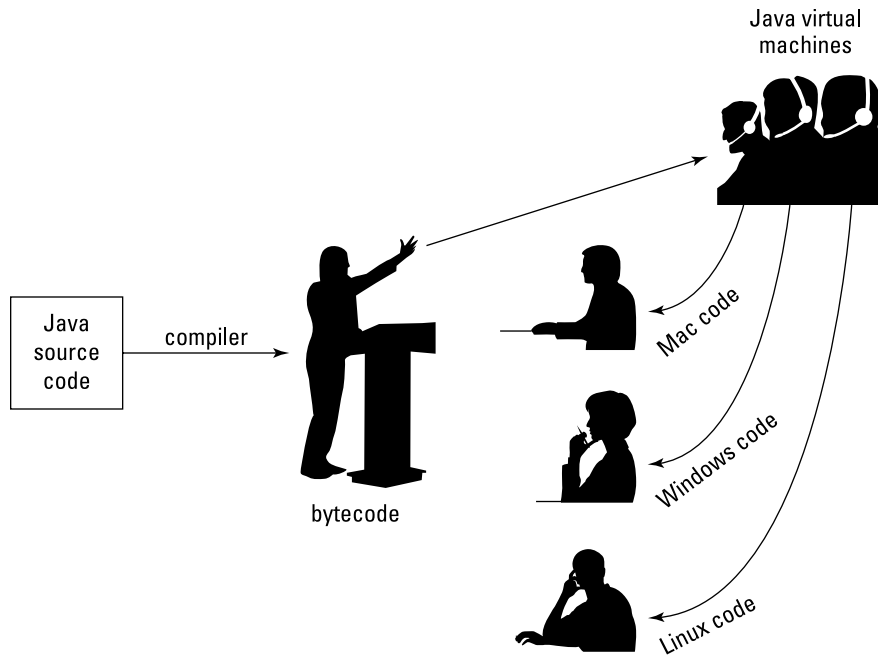 Java virtual
machines
Java
source
code
compiler
bytecode
Mac code
Windows code
Linux code